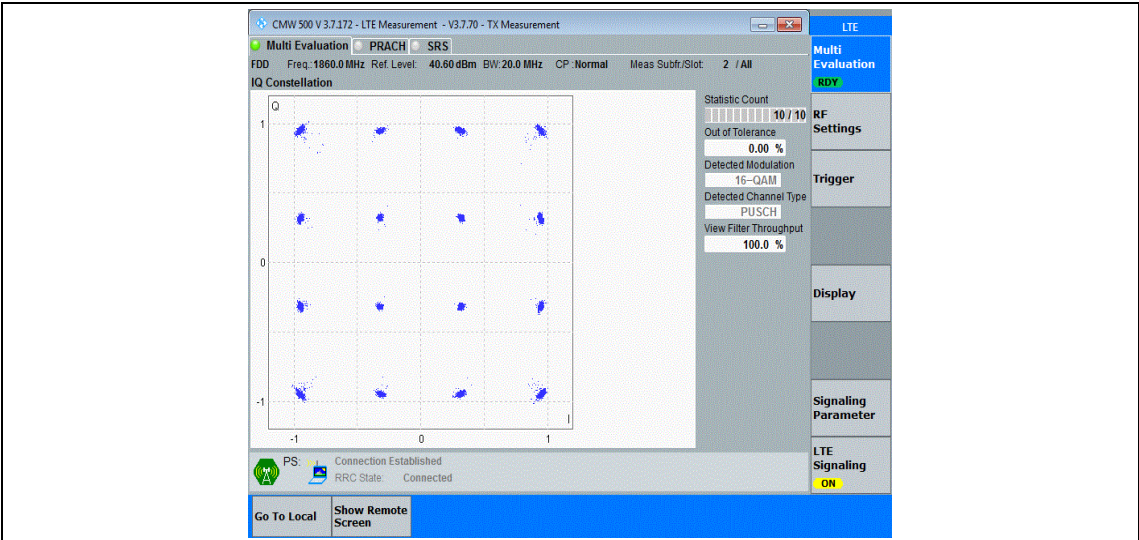 CMW 500 V 3.7.172 - LTE Measurement - V3.7.70 - TX Measurement
LTE
Multi Evaluation PRACH SRS
Multi
Evaluation
RDY
FDD Freq.:1860.0 MHz Ref. Level: 40.60 dBm BW:20.0 MHz CP :Normal Meas Subfr./Slot: 2 / All
IQ Constellation
Q
1
0
-1
I
-1 0 1
Statistic Count
10 / 10
Out of Tolerance
0.00 %
Detected Modulation
16-QAM
Detected Channel Type
PUSCH
View Filter Throughput
100.0 %
RF
Settings
Trigger
Display
Signaling
Parameter
LTE
Signaling
ON
PS: Connection Established
RRC State: Connected
Go To Local
Show Remote
Screen